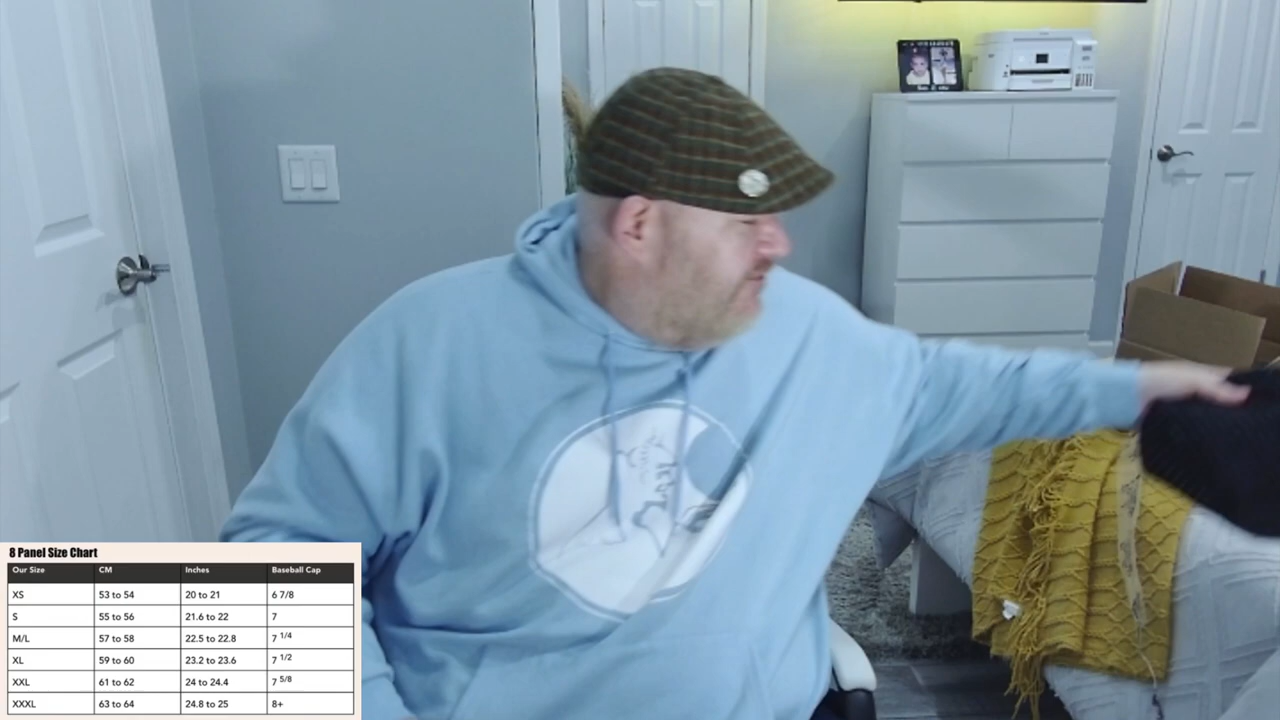 8 Panel Size Chart
Our Size CM Inches Baseball Cap
XS 53 to 54 20 to 21 6 7/8
S 55 to 56 21.6 to 22 7
M/L 57 to 58 22.5 to 22.8 7 1/4
XL 59 to 60 23.2 to 23.6 7 1/2
XXL 61 to 62 24 to 24.4 7 5/8
XXXL 63 to 64 24.8 to 25 8+